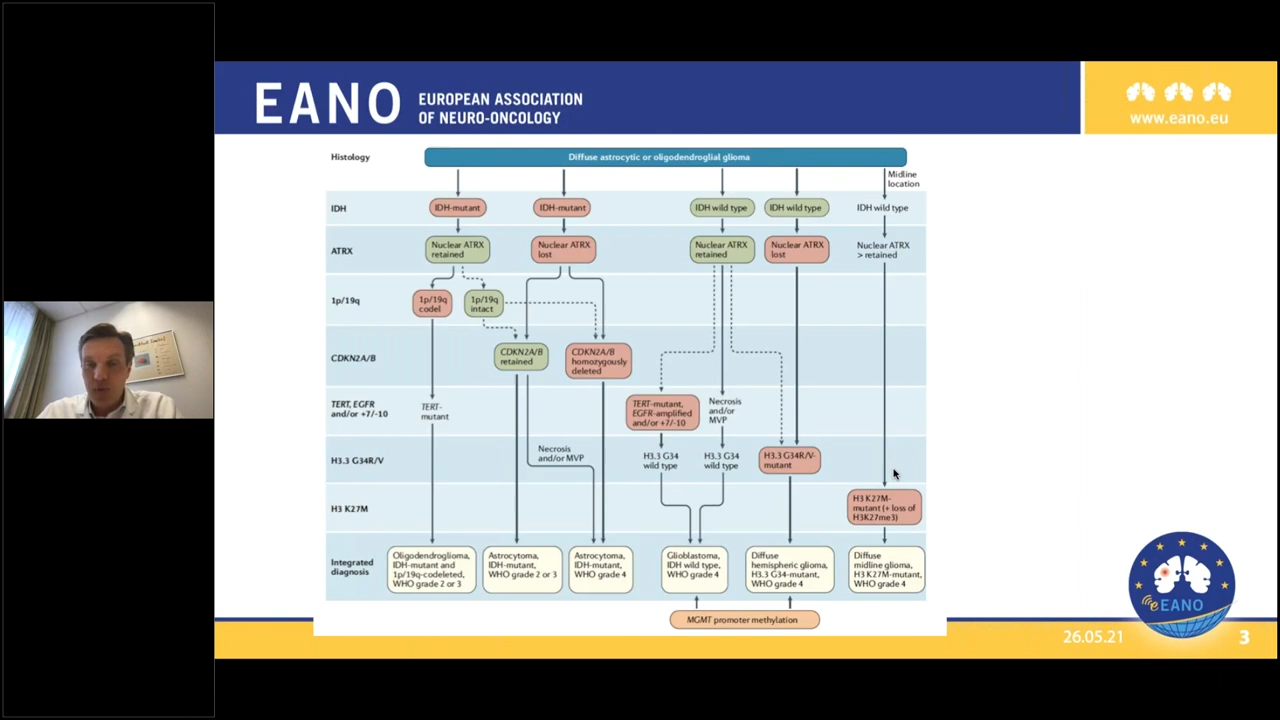 EANO
EUROPEAN ASSOCIATION
OF NEURO-ONCOLOGY
www.eano.eu
Histology
Diffuse astrocytic or oligodendroglial glioma
Midline
location
IDH
IDH-mutant
IDH-mutant
IDH wild type
IDH wild type
IDH wild type
ATRX
Nuclear ATRX
retained
Nuclear ATRX
lost
Nuclear ATRX
retained
Nuclear ATRX
lost
Nuclear ATRX
> retained
1p/19q
1p/19q
codel
1p/19q
intact
CDKN2A/B
CDKN2A/B
retained
CDKN2A/B
homozygously
deleted
TERT, EGFR
and/or +7/-10
TERT-
mutant
TERT-mutant,
EGFR-amplified
and/or +7/-10
Necrosis
and/or
MVP
H3.3 G34R/V
Necrosis
and/or MVP
H3.3 G34
wild type
H3.3 G34
wild type
H3.3 G34R/V-
mutant
H3 K27M
H3 K27M-
mutant (+ loss of
H3K27me3)
Integrated
diagnosis
Oligodendroglioma,
IDH-mutant and
1p/19q-codeleted,
WHO grade 2 or 3
Astrocytoma,
IDH-mutant,
WHO grade 2 or 3
Astrocytoma,
IDH-mutant,
WHO grade 4
Glioblastoma,
IDH wild type,
WHO grade 4
Diffuse
hemispheric glioma,
H3.3 G34-mutant,
WHO grade 4
Diffuse
midline glioma,
H3 K27M-mutant,
WHO grade 4
MGMT promoter methylation
eEANO
26.05.21
3